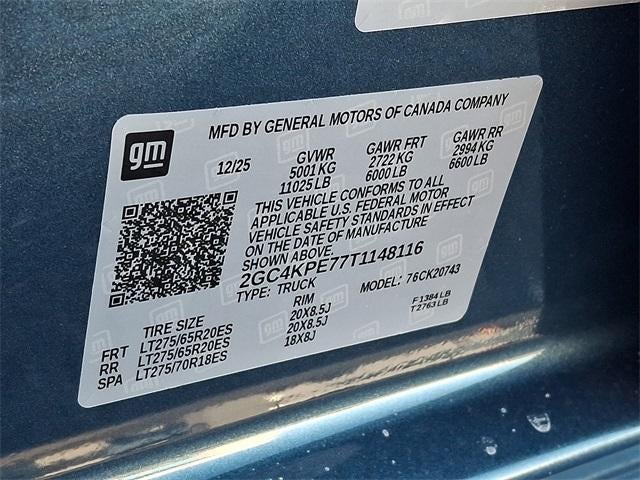 MFD BY GENERAL MOTORS OF CANADA COMPANY
gm
12/25 GVWR GAWR FRT GAWR RR
5001 KG 2722 KG 2994 KG
11025 LB 6000 LB 6600 LB
THIS VEHICLE CONFORMS TO ALL
APPLICABLE U.S. FEDERAL MOTOR
VEHICLE SAFETY STANDARDS IN EFFECT
ON THE DATE OF MANUFACTURE
SHOWN ABOVE.
2GC4KPE77T1148116
TYPE: TRUCK MODEL: 76CK20743
TIRE SIZE RIM F 1384 LB
FRT LT275/65R20ES 20X8.5J T 2763 LB
RR LT275/65R20ES 20X8.5J
SPA LT275/70R18ES 18X8J